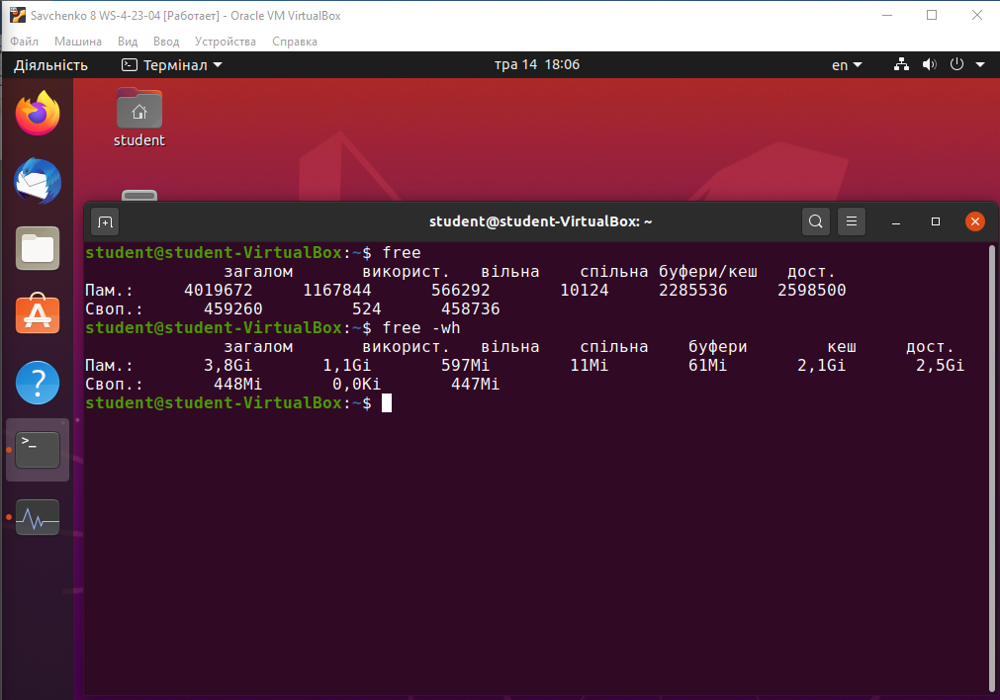 Savchenko 8 WS-4-23-04 [Работает] - Oracle VM VirtualBox
Файл Машина Вид Ввод Устройства Справка
Діяльність Термінал тра 14 18:06 en
student
student@student-VirtualBox: ~
student@student-VirtualBox:~$ free
загалом використ. вільна спільна буфери/кеш дост.
Пам.: 4019672 1167844 566292 10124 2285536 2598500
Своп.: 459260 524 458736
student@student-VirtualBox:~$ free -wh
загалом використ. вільна спільна буфери кеш дост.
Пам.: 3,8Gi 1,1Gi 597Mi 11Mi 61Mi 2,1Gi 2,5Gi
Своп.: 448Mi 0,0Ki 447Mi
student@student-VirtualBox:~$